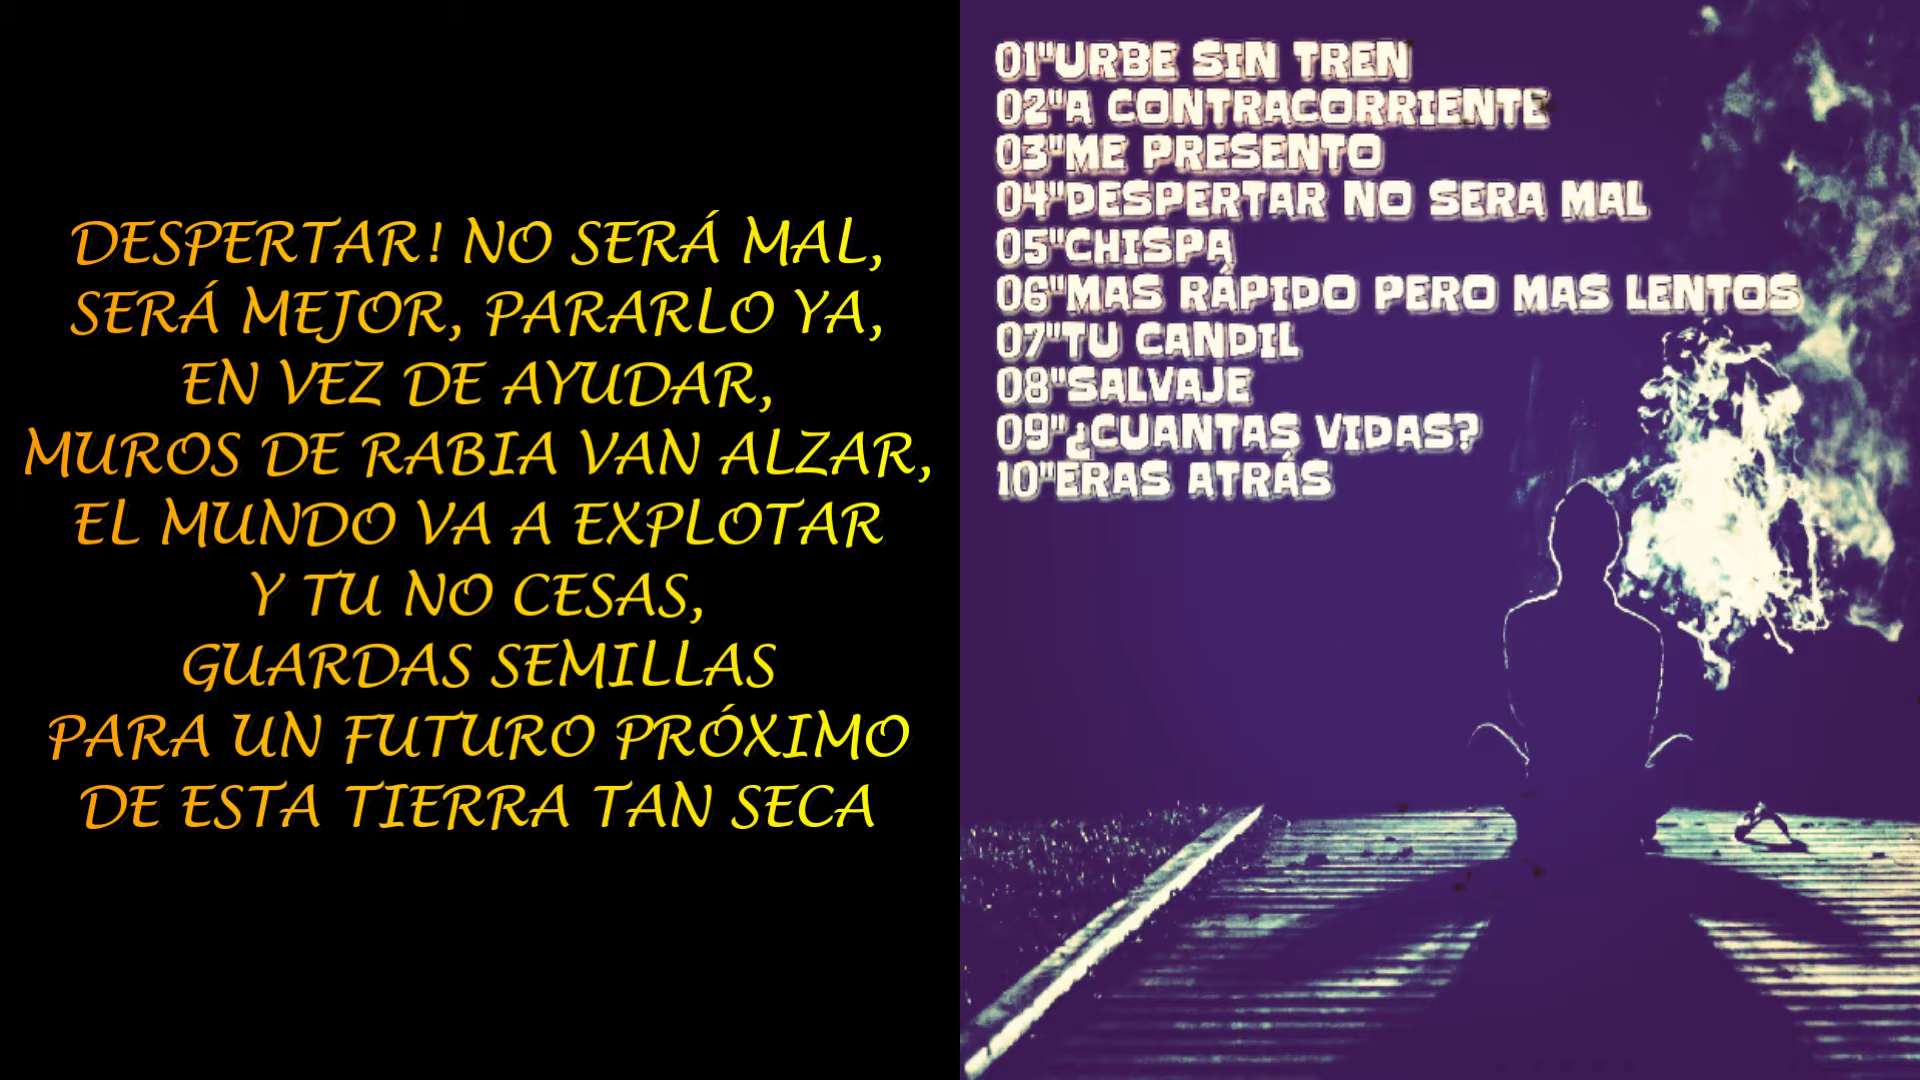 DESPERTAR! NO SERÁ MAL,
SERÁ MEJOR, PARARLO YA,
EN VEZ DE AYUDAR,
MUROS DE RABIA VAN ALZAR,
EL MUNDO VA A EXPLOTAR
Y TU NO CESAS,
GUARDAS SEMILLAS
PARA UN FUTURO PRÓXIMO
DE ESTA TIERRA TAN SECA
01"URBE SIN TREN
02"A CONTRACORRIENTE
03"ME PRESENTO
04"DESPERTAR NO SERA MAL
05"CHISPA
06"MAS RÁPIDO PERO MAS LENTOS
07"TU CANDIL
08"SALVAJE
09"¿CUANTAS VIDAS?
10"ERAS ATRÁS